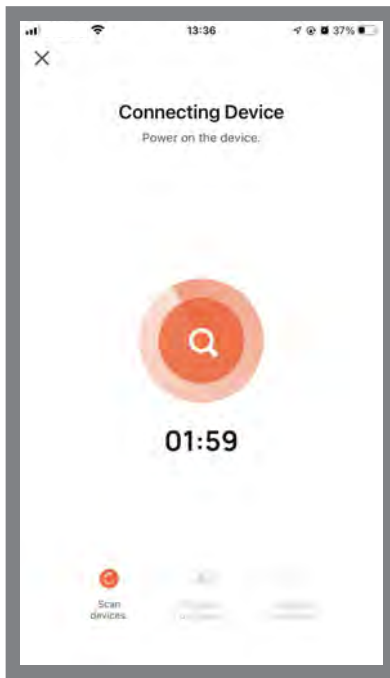 13:36
37%
Connecting Device
Power on the device.
01:59
Scan
devices.